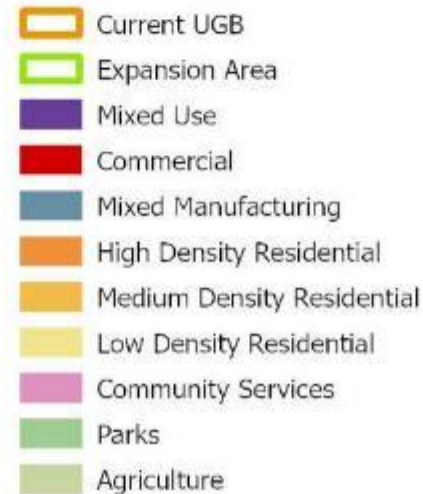 Current UGB
Expansion Area
Mixed Use
Commercial
Mixed Manufacturing
High Density Residential
Medium Density Residential
Low Density Residential
Community Services
Parks
Agriculture